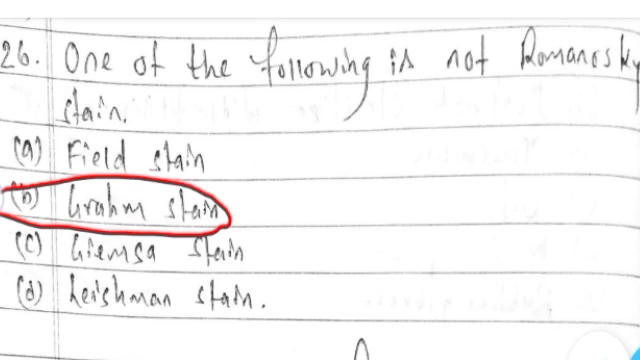 26. One of the following is not Romanosky
stain.
(a) Field stain
(b) Grahm stain
(c) Giemsa stain
(d) Leishman stain.